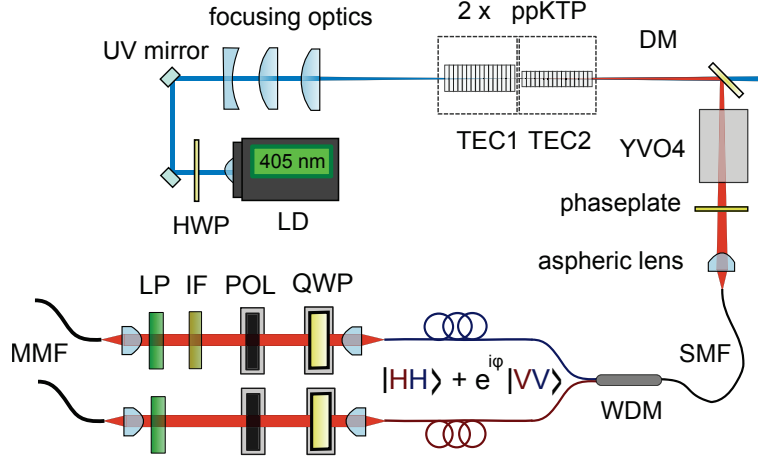 focusing optics
2 x ppKTP
DM
UV mirror
405 nm
HWP
LD
TEC1
TEC2
YVO4
phaseplate
aspheric lens
LP
IF
POL
QWP
MMF
SMF
|HH⟩ + e^{iφ} |VV⟩
WDM